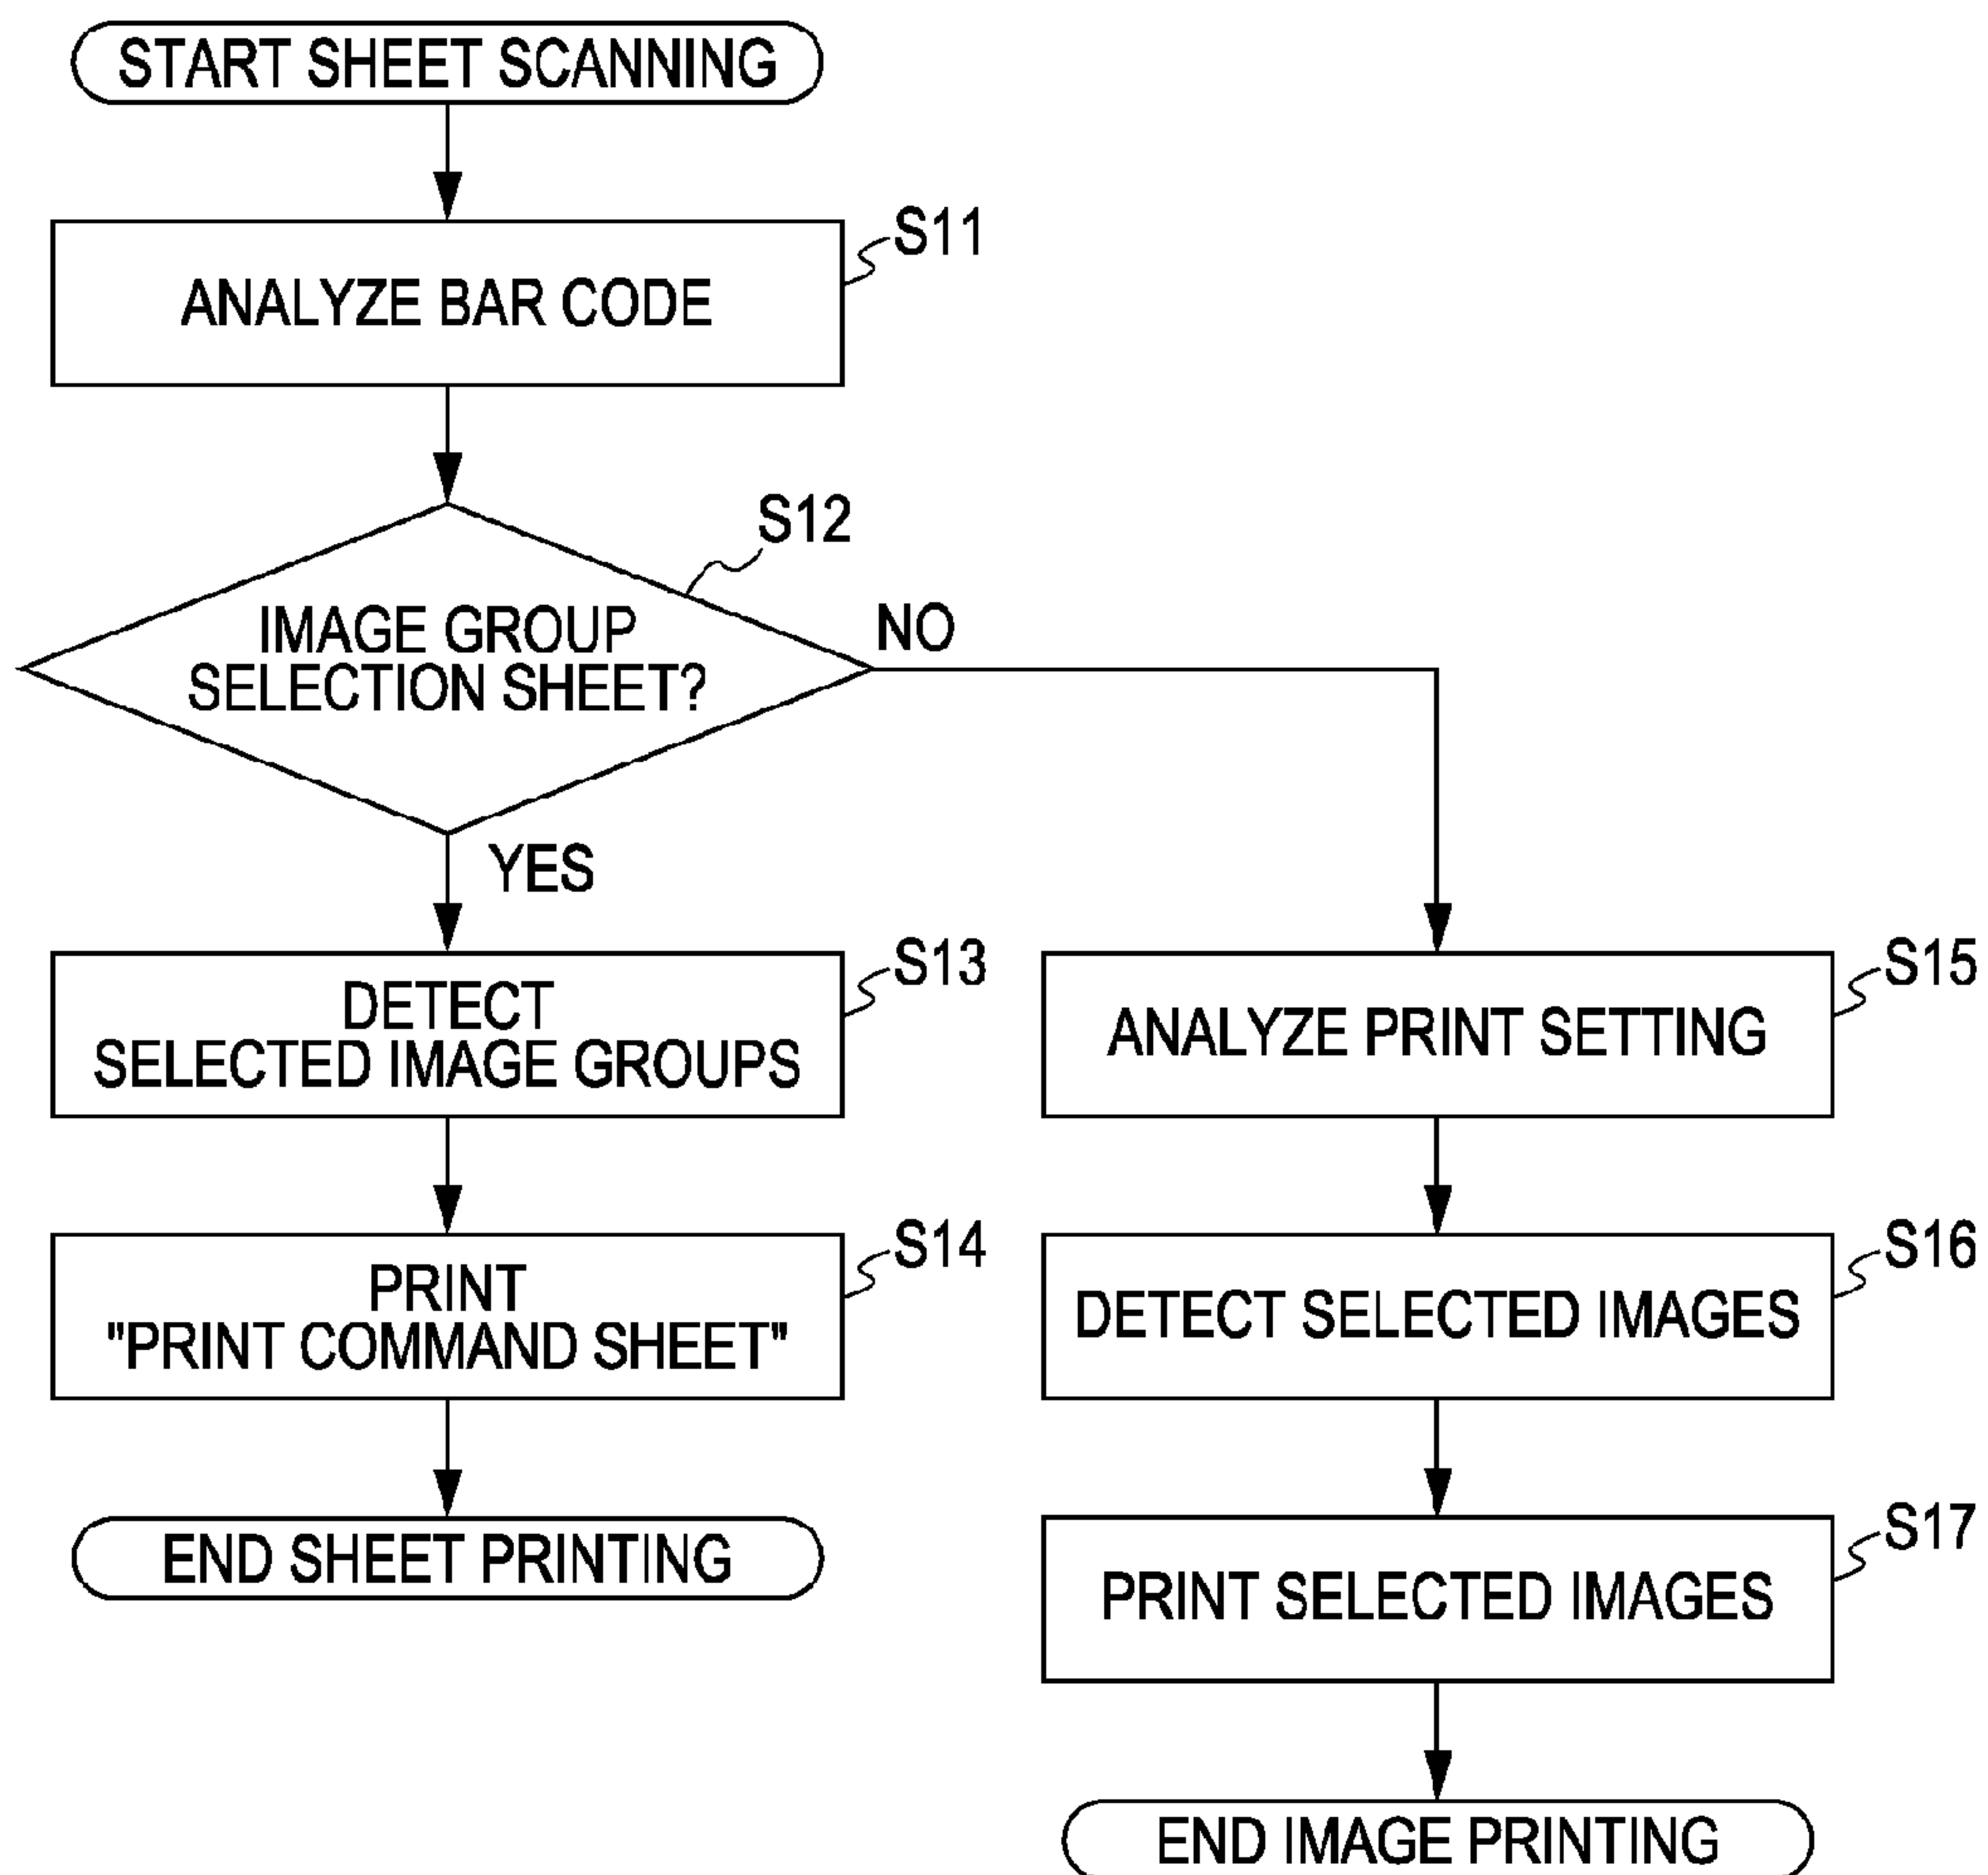 START SHEET SCANNING
S11
ANALYZE BAR CODE
S12
IMAGE GROUP
SELECTION SHEET?
NO
YES
S13
DETECT
SELECTED IMAGE GROUPS
S14
PRINT
"PRINT COMMAND SHEET"
END SHEET PRINTING
S15
ANALYZE PRINT SETTING
S16
DETECT SELECTED IMAGES
S17
PRINT SELECTED IMAGES
END IMAGE PRINTING